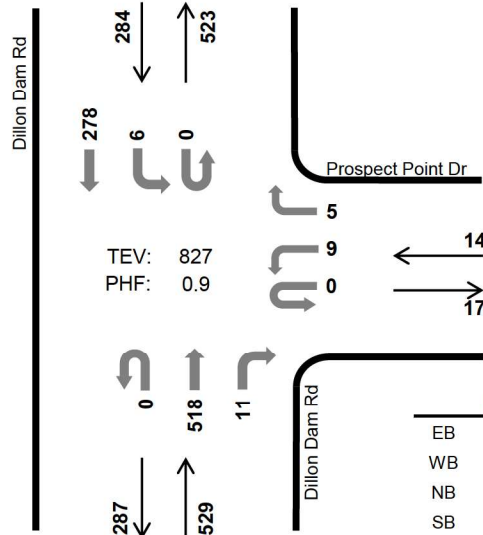 Dillon Dam Rd
284
523
278
6
0
Prospect Point Dr
5
TEV: 827
9
14
PHF: 0.9
0
17
0
518
11
Dillon Dam Rd
EB
WB
NB
287
529
SB